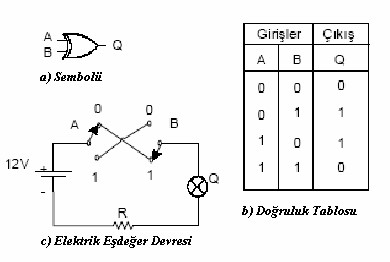 A
B
Q
a) Sembolü
A
0
0
B
12V
1
1
Q
R
c) Elektrik Eşdeğer Devresi
Girişler Çıkış
A B Q
0 0 0
0 1 1
1 0 1
1 1 0
b) Doğruluk Tablosu